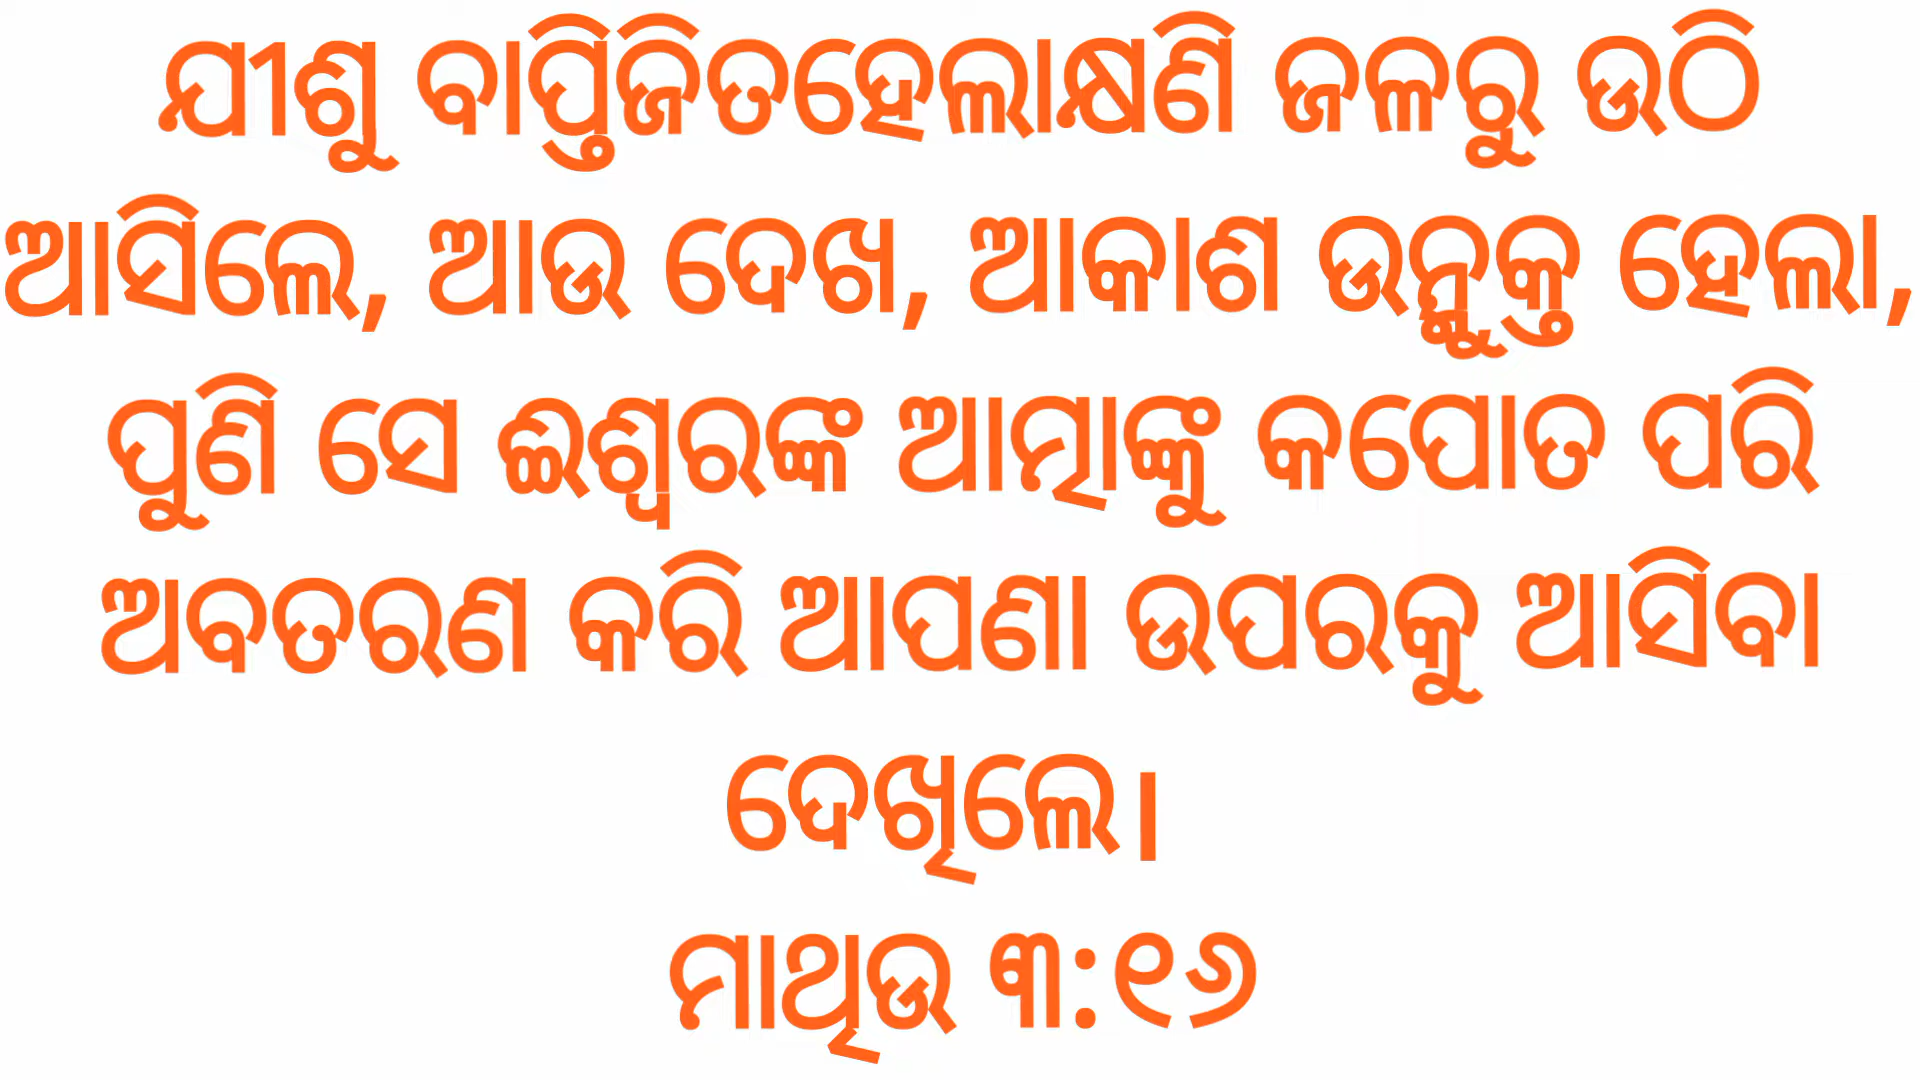 ଯୀଶୁ ବାପ୍ତିଜିତହେଲାକ୍ଷଣି ଜଳରୁ ଉଠି
ଆସିଲେ, ଆଉ ଦେଖ, ଆକାଶ ଉନ୍ମୁକ୍ତ ହେଲା,
ପୁଣି ସେ ଈଶ୍ୱରଙ୍କ ଆତ୍ମାଙ୍କୁ କପୋତ ପରି
ଅବତରଣ କରି ଆପଣା ଉପରକୁ ଆସିବା
ଦେଖିଲେ।
ମାଥିଉ ୩:୧୬